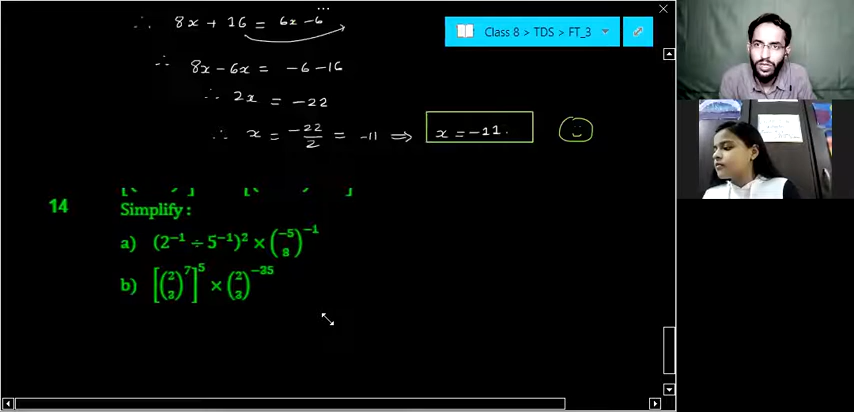 ∴ 8x + 16 = 6x - 6
∴ 8x - 6x = -6 - 16
∴ 2x = -22
∴ x = -22/2 = -11 ⟹ x = -11.
Class 8 > TDS > FT_3
14
Simplify :
a) (2⁻¹ ÷ 5⁻¹)² × (-5/8)⁻¹
b) [(2/3)⁷]⁵ × (2/3)⁻³⁵